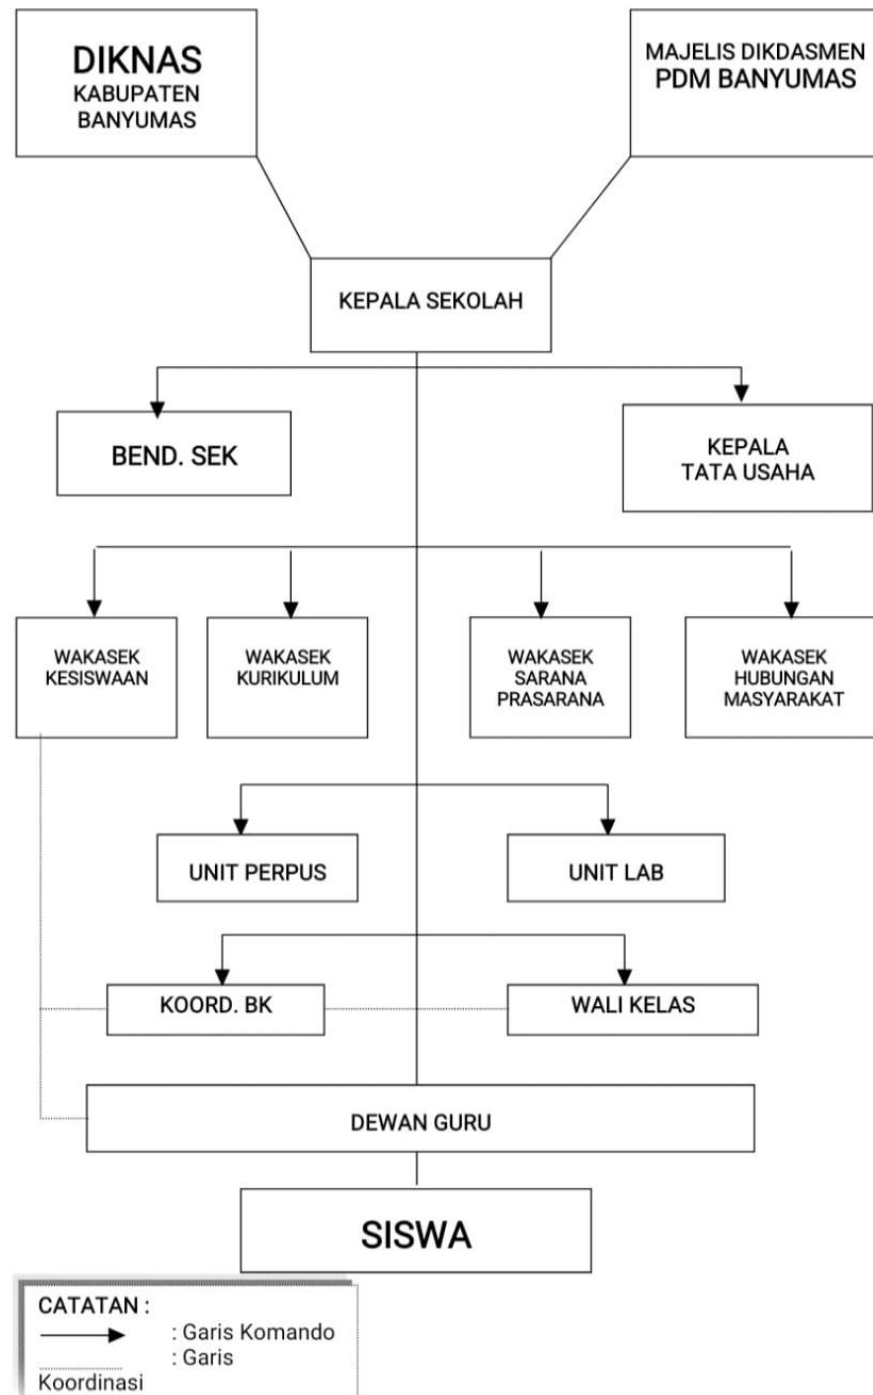 DIKNAS
KABUPATEN
BANYUMAS
MAJELIS DIKDASMEN
PDM BANYUMAS
KEPALA SEKOLAH
BEND. SEK
KEPALA
TATA USAHA
WAKASEK
KESISWAAN
WAKASEK
KURIKULUM
WAKASEK
SARANA
PRASARANA
WAKASEK
HUBUNGAN
MASYARAKAT
UNIT PERPUS
UNIT LAB
KOORD. BK
WALI KELAS
DEWAN GURU
SISWA
CATATAN :
: Garis Komando
: Garis
Koordinasi